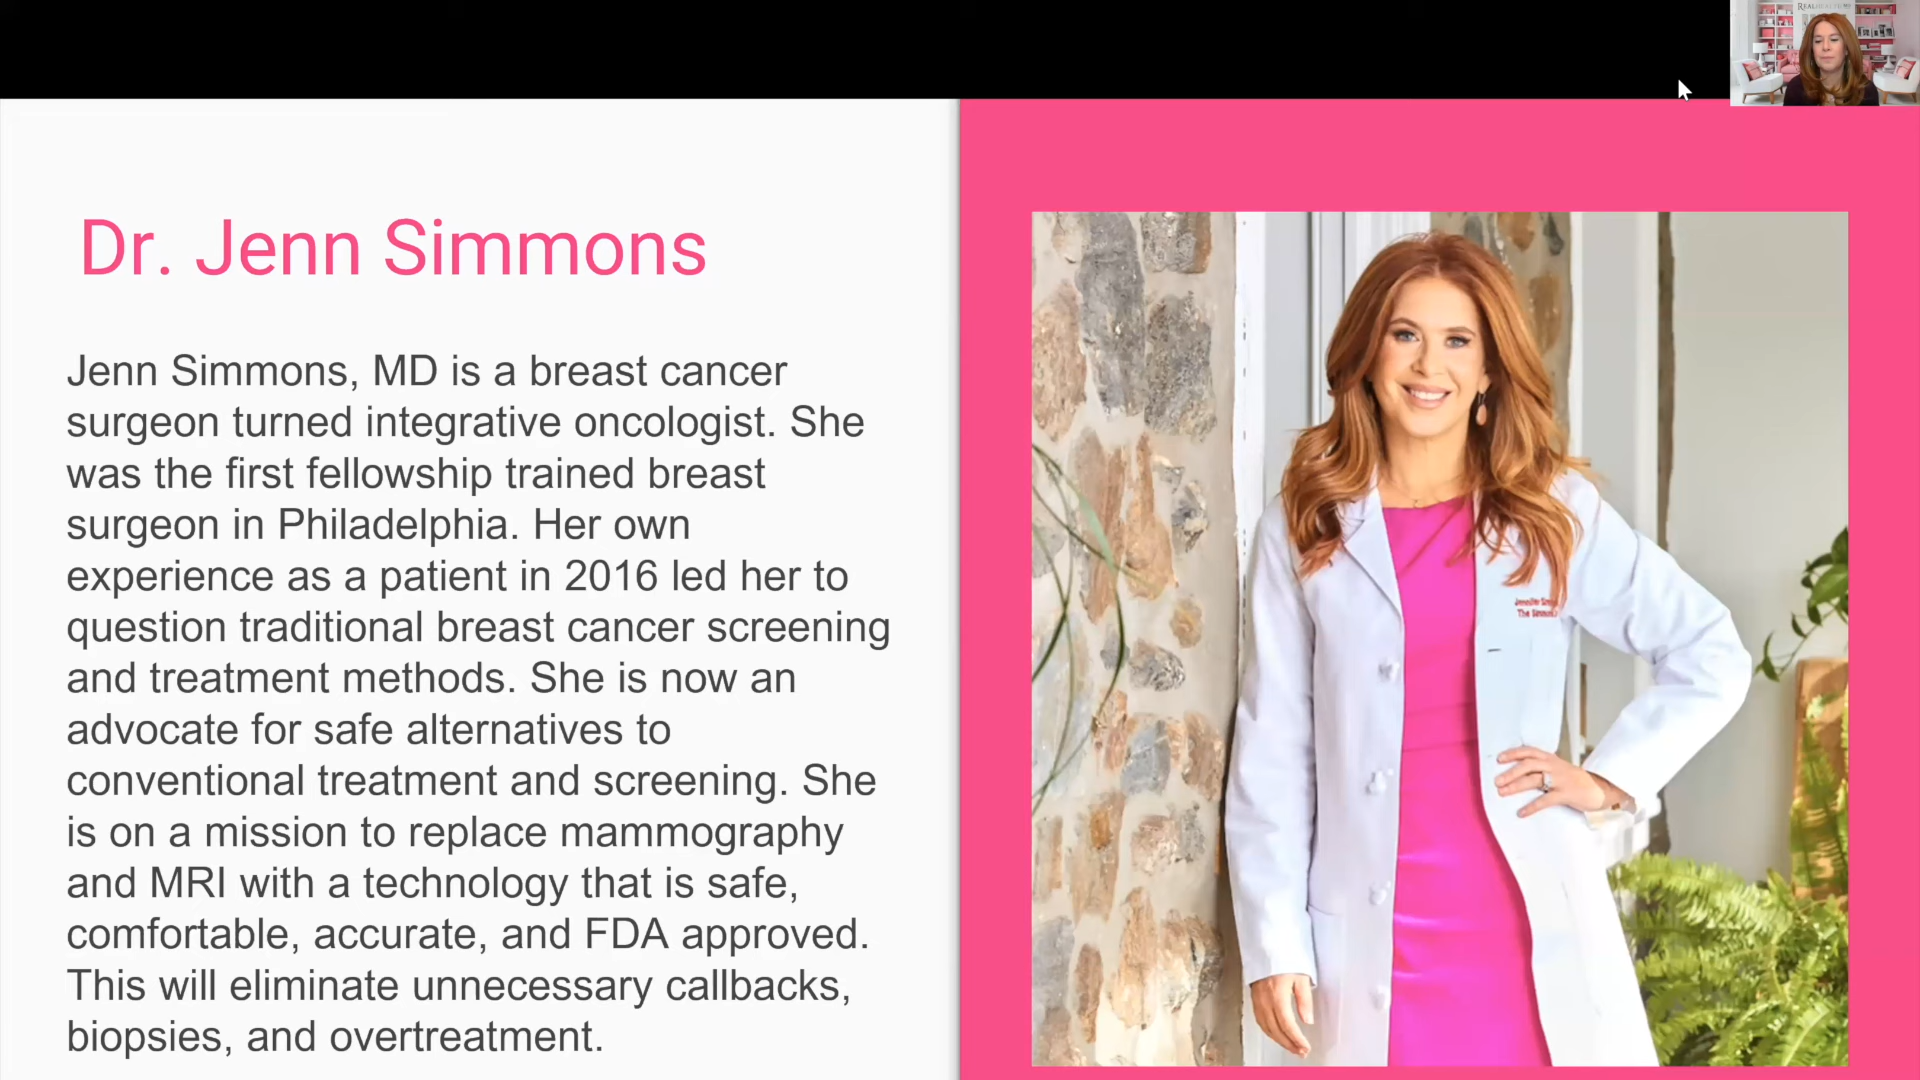 REALHEALTH
Dr. Jenn Simmons
Jenn Simmons, MD is a breast cancer
surgeon turned integrative oncologist. She
was the first fellowship trained breast
surgeon in Philadelphia. Her own
experience as a patient in 2016 led her to
question traditional breast cancer screening
and treatment methods. She is now an
advocate for safe alternatives to
conventional treatment and screening. She
is on a mission to replace mammography
and MRI with a technology that is safe,
comfortable, accurate, and FDA approved.
This will eliminate unnecessary callbacks,
biopsies, and overtreatment.
Jennifer
The